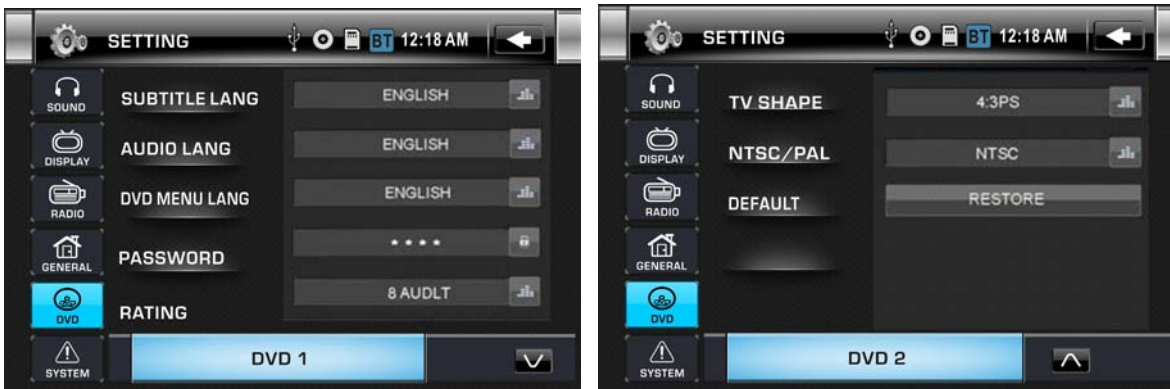 SETTING BT 12:18 AM
SOUND
SUBTITLE LANG ENGLISH
DISPLAY
AUDIO LANG ENGLISH
RADIO
DVD MENU LANG ENGLISH
GENERAL
PASSWORD ····
DVD
RATING 8 AUDLT
SYSTEM
DVD 1
SETTING BT 12:18 AM
SOUND
TV SHAPE 4:3PS
DISPLAY
NTSC/PAL NTSC
RADIO
DEFAULT RESTORE
GENERAL
DVD
SYSTEM
DVD 2